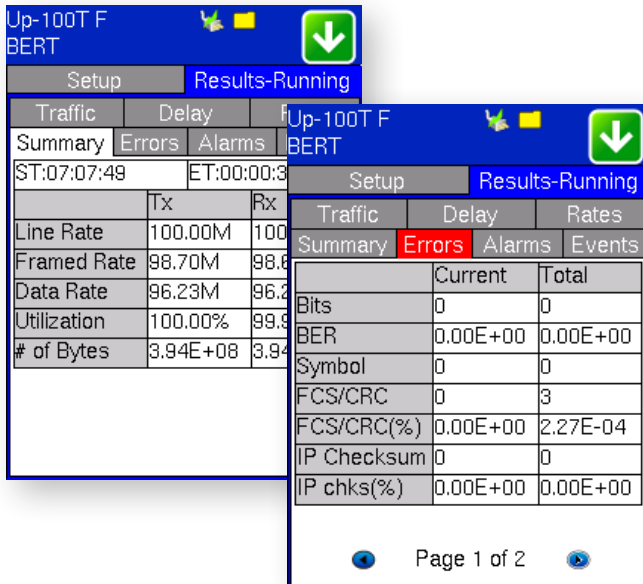 Up-100T F
BERT
Setup Results-Running
Traffic Delay
Summary Errors Alarms
ST:07:07:49 ET:00:00:3
Tx Rx
Line Rate 100.00M 100
Framed Rate 98.70M 98.6
Data Rate 96.23M 96.2
Utilization 100.00% 99.9
# of Bytes 3.94E+08 3.94
Up-100T F
BERT
Setup Results-Running
Traffic Delay Rates
Summary Errors Alarms Events
Current Total
Bits 0 0
BER 0.00E+00 0.00E+00
Symbol 0 0
FCS/CRC 0 3
FCS/CRC(%) 0.00E+00 2.27E-04
IP Checksum 0 0
IP chks(%) 0.00E+00 0.00E+00
Page 1 of 2